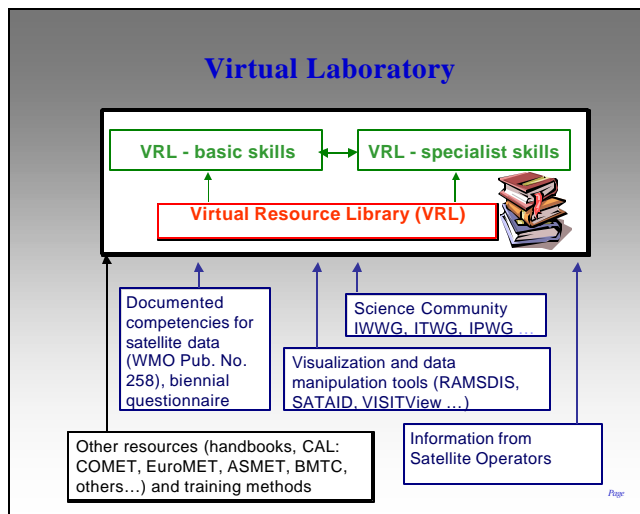 Virtual Laboratory
VRL - basic skills
VRL - specialist skills
Virtual Resource Library (VRL)
Documented
competencies for
satellite data
(WMO Pub. No.
258), biennial
questionnaire
Science Community
IWWG, ITWG, IPWG ...
Visualization and data
manipulation tools (RAMSDIS,
SATAID, VISITView ...)
Other resources (handbooks, CAL:
COMET, EuroMET, ASMET, BMTC,
others...) and training methods
Information from
Satellite Operators
Page